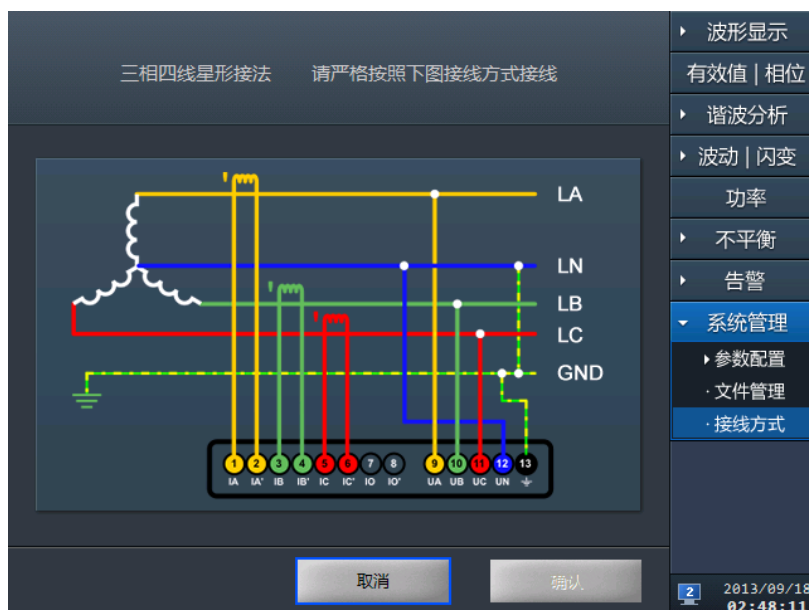 三相四线星形接法 请严格按照下图接线方式接线
LA
LN
LB
LC
GND
1 2 3 4 5 6 7 8 9 10 11 12 13
IA IA' IB IB' IC IC' IO IO' UA UB UC UN
取消 确认
波形显示
有效值 | 相位
谐波分析
波动 | 闪变
功率
不平衡
告警
系统管理
参数配置
·文件管理
·接线方式
2 2013/09/18
02:48:11